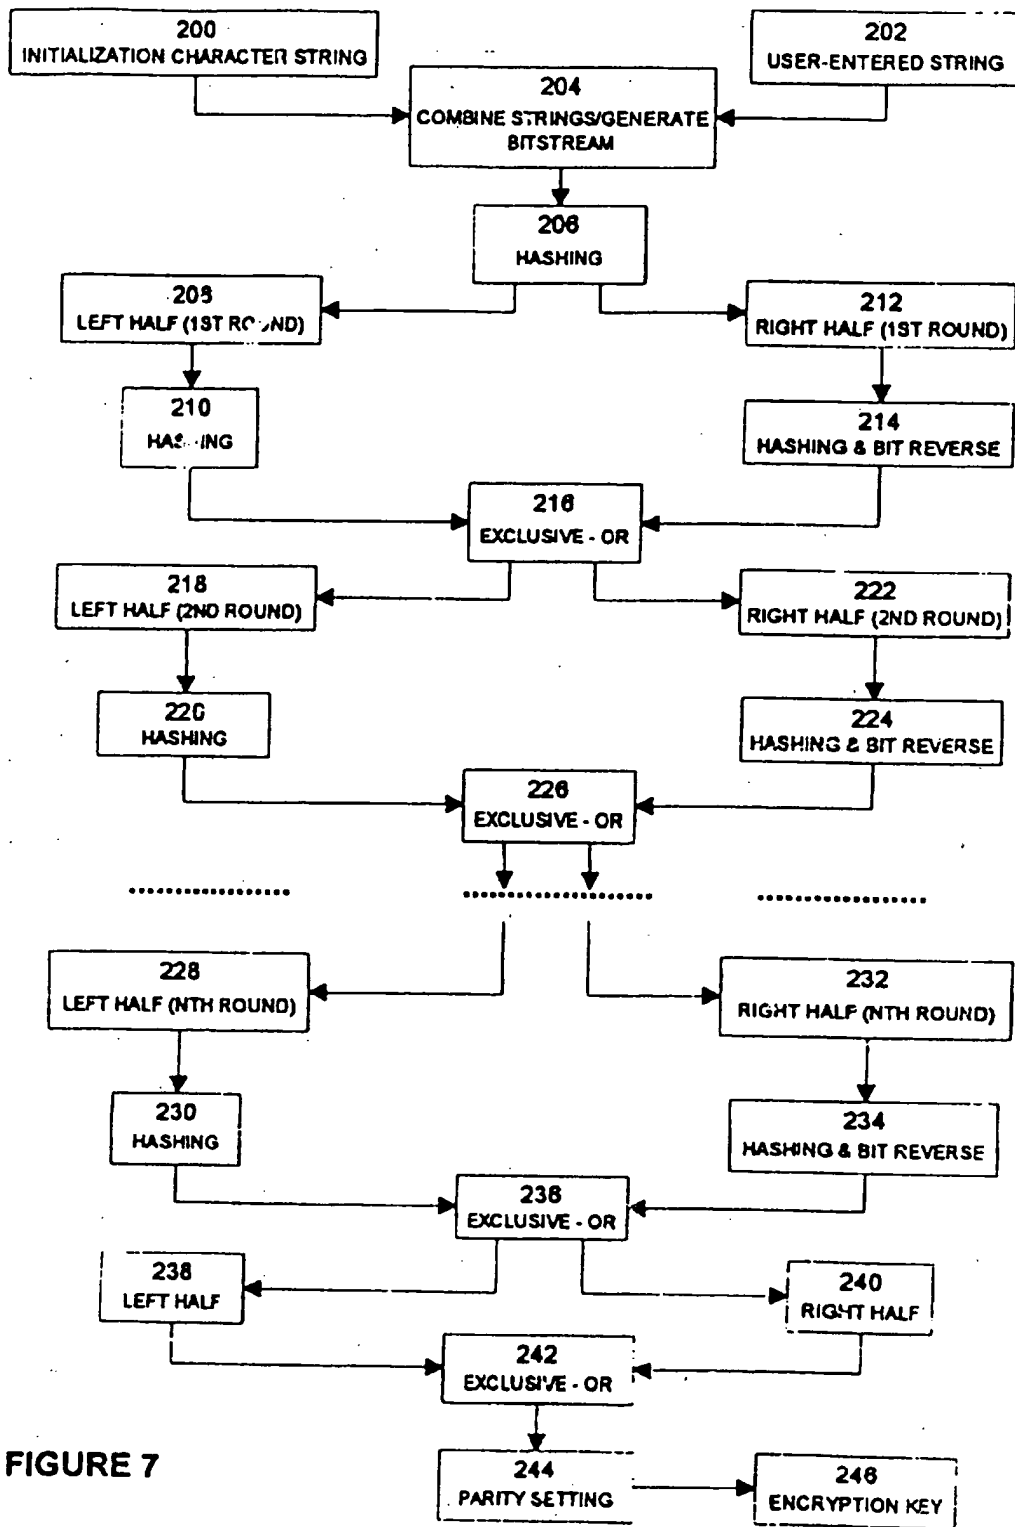 200
INITIALIZATION CHARACTER STRING
202
USER-ENTERED STRING
204
COMBINE STRINGS/GENERATE
BITSTREAM
206
HASHING
208
LEFT HALF (1ST ROUND)
212
RIGHT HALF (1ST ROUND)
210
HASHING
214
HASHING & BIT REVERSE
216
EXCLUSIVE - OR
218
LEFT HALF (2ND ROUND)
222
RIGHT HALF (2ND ROUND)
220
HASHING
224
HASHING & BIT REVERSE
226
EXCLUSIVE - OR
228
LEFT HALF (NTH ROUND)
232
RIGHT HALF (NTH ROUND)
230
HASHING
234
HASHING & BIT REVERSE
236
EXCLUSIVE - OR
238
LEFT HALF
240
RIGHT HALF
242
EXCLUSIVE - OR
244
PARITY SETTING
246
ENCRYPTION KEY
FIGURE 7